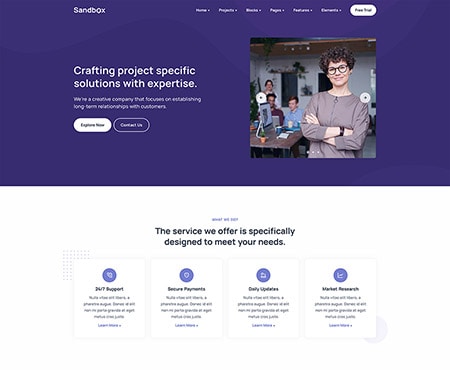 Sandbox
Home Projects Blocks Pages Features Elements Free Trial
Crafting project specific
solutions with expertise.
We're a creative company that focuses on establishing
long-term relationships with customers.
Explore Now Contact Us
WHAT WE DO?
The service we offer is specifically
designed to meet your needs.
24/7 Support
Nulla vitae elit libero, a
pharetra augue. Donec id elit
non mi porta gravida at eget
metus cras justo.
Learn More
Secure Payments
Nulla vitae elit libero, a
pharetra augue. Donec id elit
non mi porta gravida at eget
metus cras justo.
Learn More
Daily Updates
Nulla vitae elit libero, a
pharetra augue. Donec id elit
non mi porta gravida at eget
metus cras justo.
Learn More
Market Research
Nulla vitae elit libero, a
pharetra augue. Donec id elit
non mi porta gravida at eget
metus cras justo.
Learn More